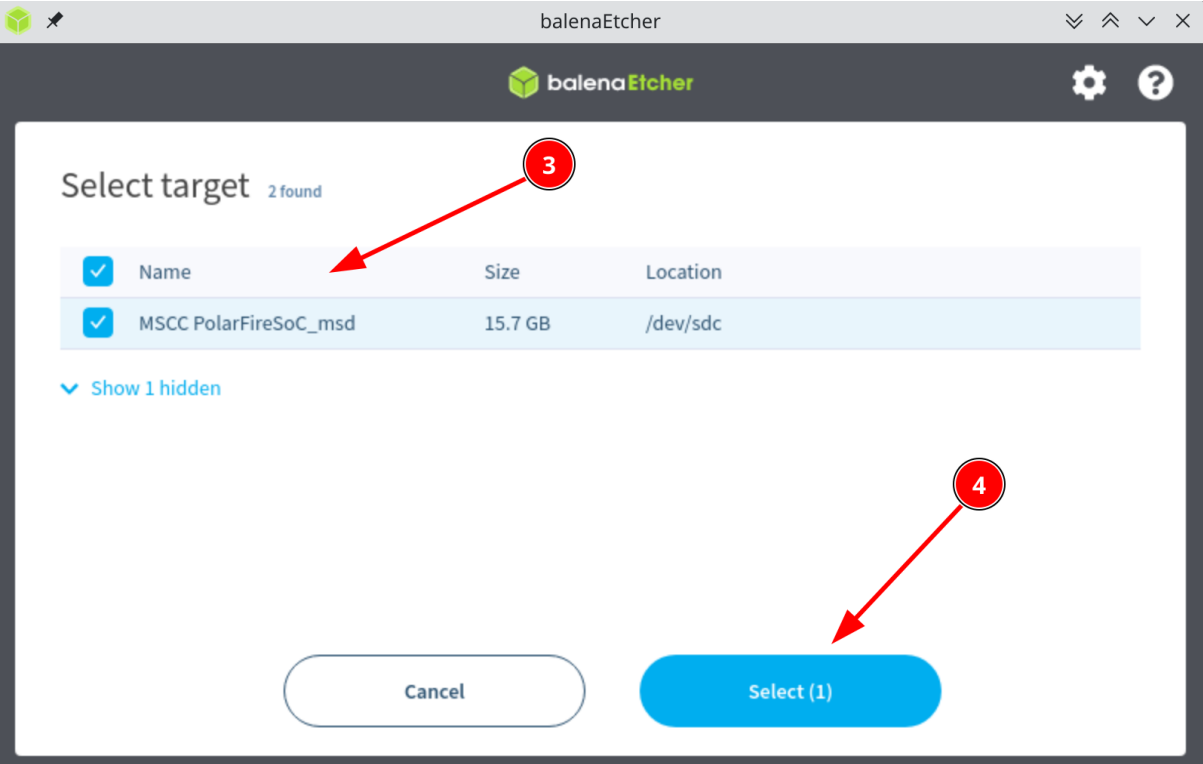 balenaEtcher
balenaEtcher
3
Select target 2 found
Name Size Location
MSCC PolarFireSoC_msd 15.7 GB /dev/sdc
Show 1 hidden
4
Cancel Select (1)